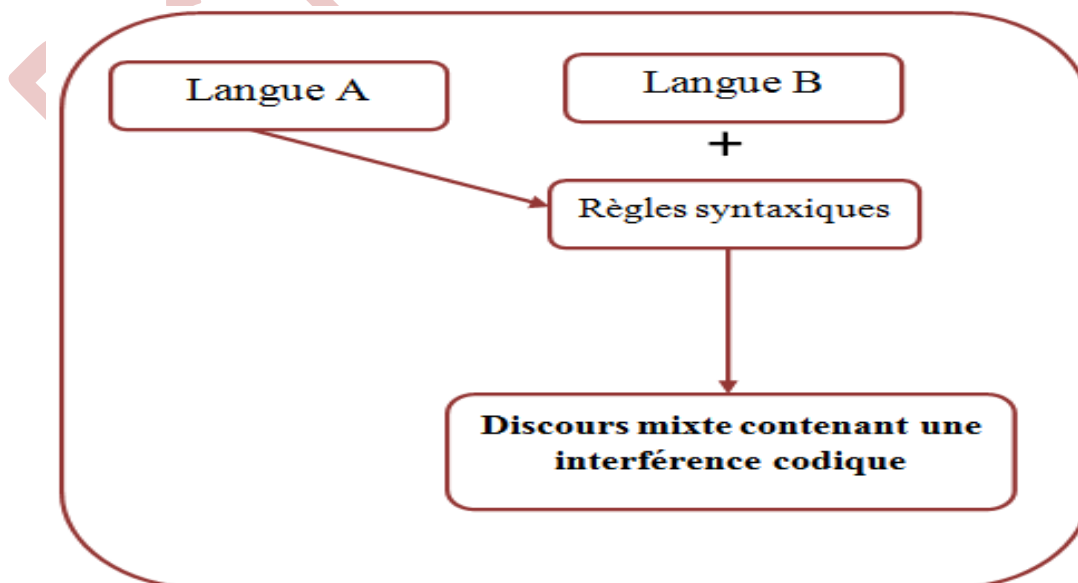 Langue A
Langue B
+
Règles syntaxiques
Discours mixte contenant une
interférence codique